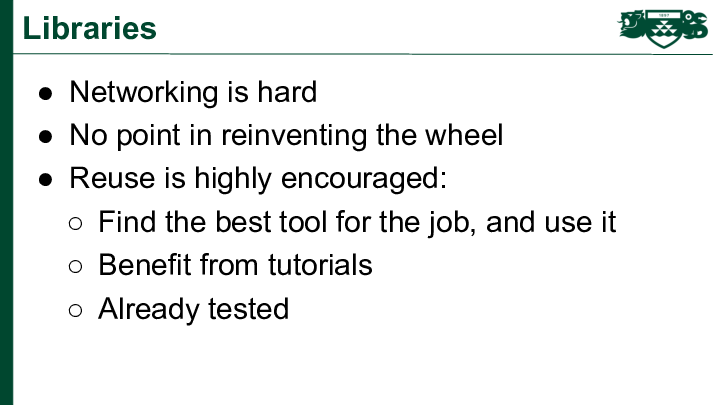 Libraries
● Networking is hard
● No point in reinventing the wheel
● Reuse is highly encouraged:
○ Find the best tool for the job, and use it
○ Benefit from tutorials
○ Already tested